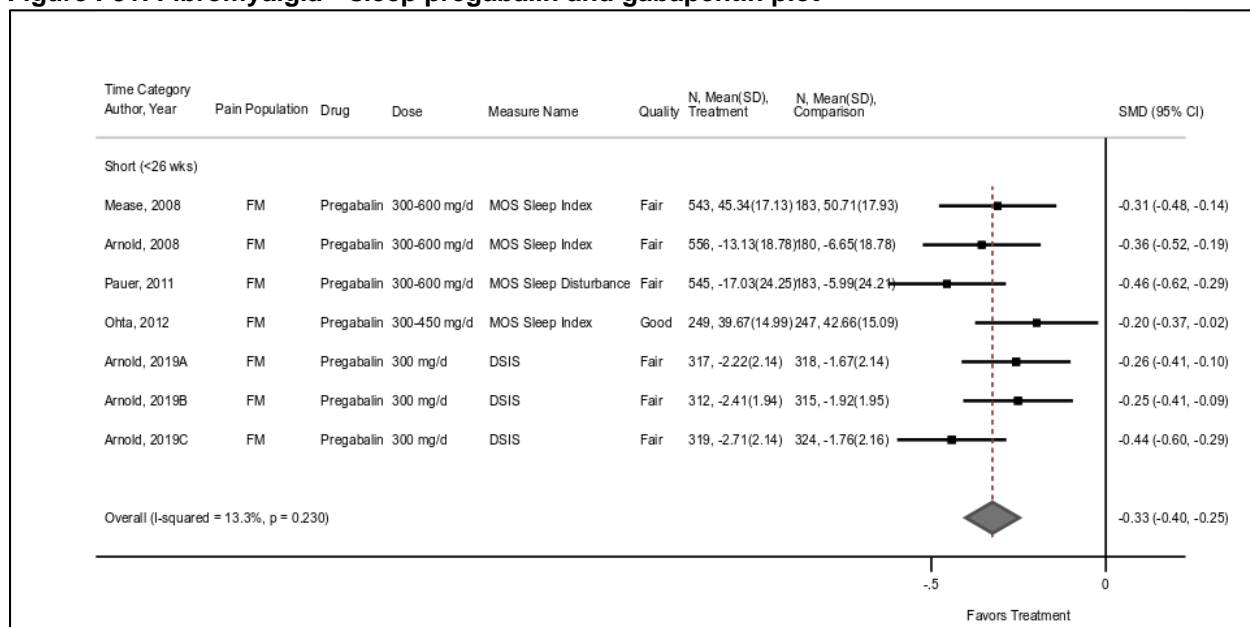 Time Category
Author, Year Pain Population Drug Dose Measure Name Quality N, Mean(SD), Treatment N, Mean(SD), Comparison SMD (95% CI)
Short (<26 wks)
Mease, 2008 FM Pregabalin 300-600 mg/d MOS Sleep Index Fair 543, 45.34(17.13) 183, 50.71(17.93) -0.31 (-0.48, -0.14)
Arnold, 2008 FM Pregabalin 300-600 mg/d MOS Sleep Index Fair 556, -13.13(18.78) 180, -6.65(18.78) -0.36 (-0.52, -0.19)
Pauer, 2011 FM Pregabalin 300-600 mg/d MOS Sleep Disturbance Fair 545, -17.03(24.25) 183, -5.99(24.21) -0.46 (-0.62, -0.29)
Ohta, 2012 FM Pregabalin 300-450 mg/d MOS Sleep Index Good 249, 39.67(14.99) 247, 42.66(15.09) -0.20 (-0.37, -0.02)
Arnold, 2019A FM Pregabalin 300 mg/d DSIS Fair 317, -2.22(2.14) 318, -1.67(2.14) -0.26 (-0.41, -0.10)
Arnold, 2019B FM Pregabalin 300 mg/d DSIS Fair 312, -2.41(1.94) 315, -1.92(1.95) -0.25 (-0.41, -0.09)
Arnold, 2019C FM Pregabalin 300 mg/d DSIS Fair 319, -2.71(2.14) 324, -1.76(2.16) -0.44 (-0.60, -0.29)
Overall (I-squared = 13.3%, p = 0.230) -0.33 (-0.40, -0.25)
-.5 0
Favors Treatment